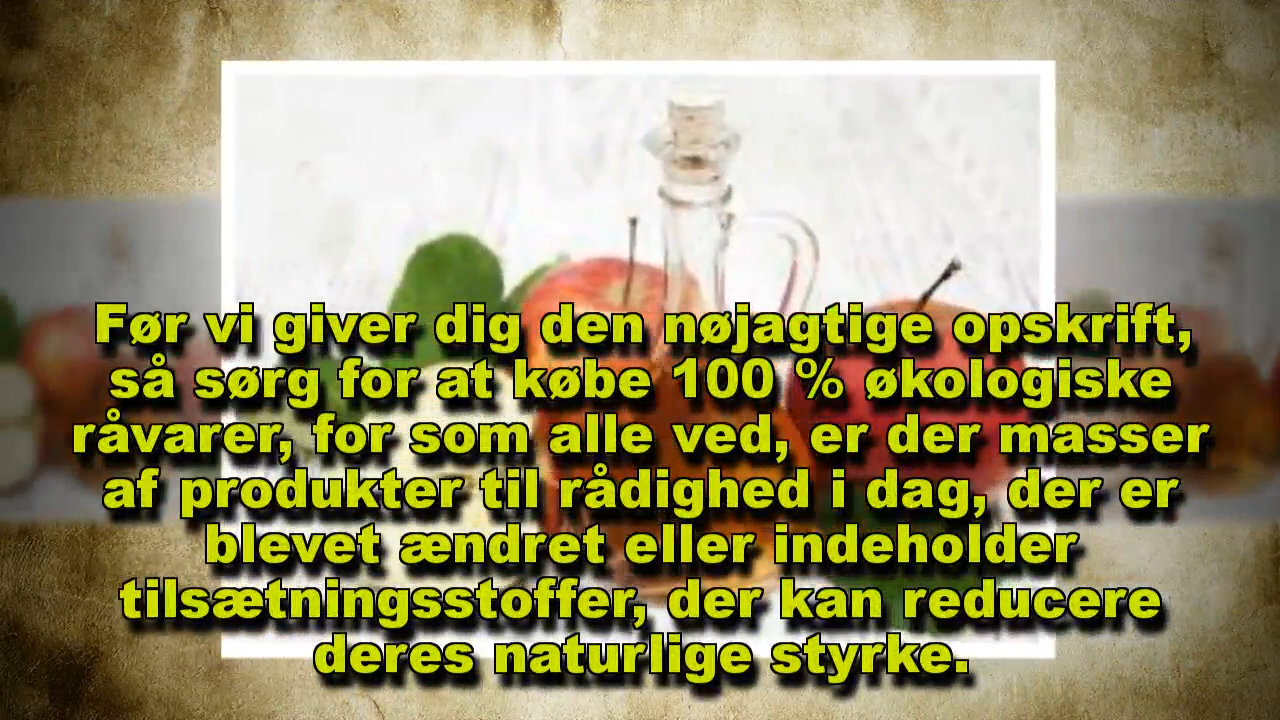 Før vi giver dig den nøjagtige opskrift,
så sørg for at købe 100 % økologiske
råvarer, for som alle ved, er der masser
af produkter til rådighed i dag, der er
blevet ændret eller indeholder
tilsætningsstoffer, der kan reducere
deres naturlige styrke.